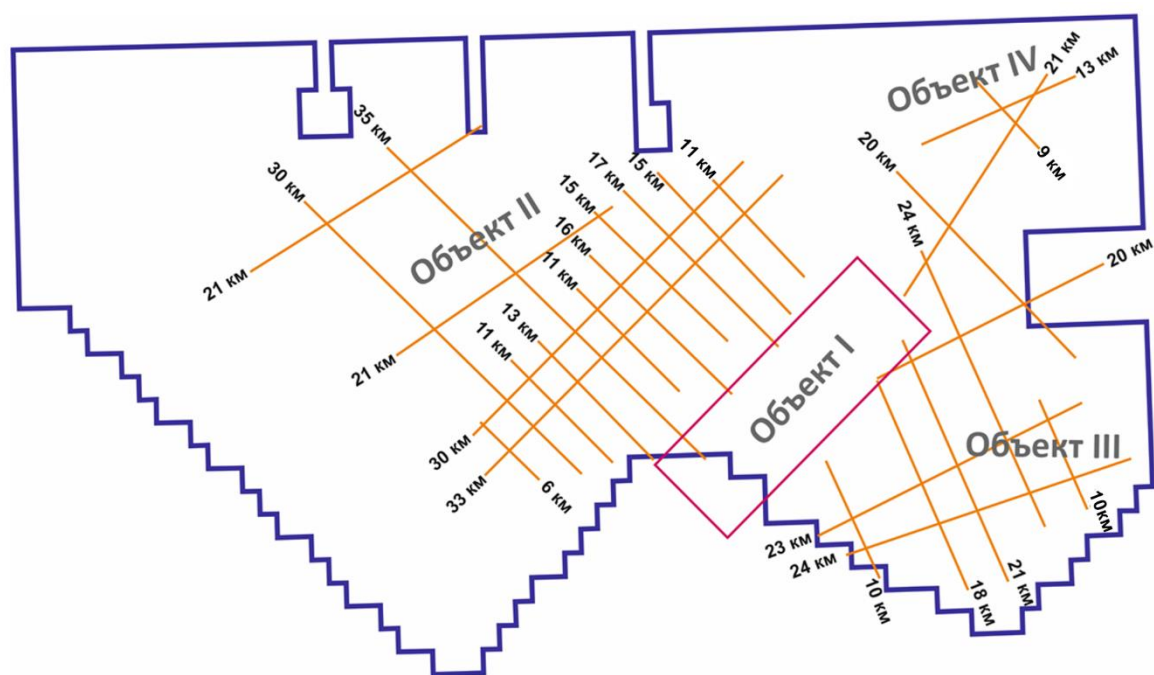 21 км
13 км
Объект IV
9 км
35 км
20 км
11 км
15 км
17 км
30 км
15 км
24 км
Объект II
16 км
20 км
11 км
21 км
13 км
11 км
21 км
Объект I
30 км
Объект III
33 км
6 км
10км
23 км
24 км
10 км
18 км
21 км